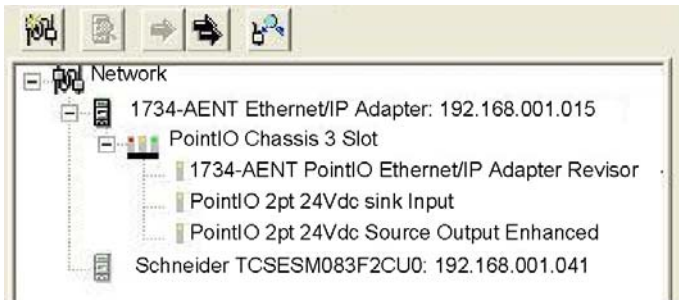 Network
1734-AENT Ethernet/IP Adapter: 192.168.001.015
PointIO Chassis 3 Slot
1734-AENT PointIO Ethernet/IP Adapter Revisor
PointIO 2pt 24Vdc sink Input
PointIO 2pt 24Vdc Source Output Enhanced
Schneider TCSESM083F2CU0: 192.168.001.041